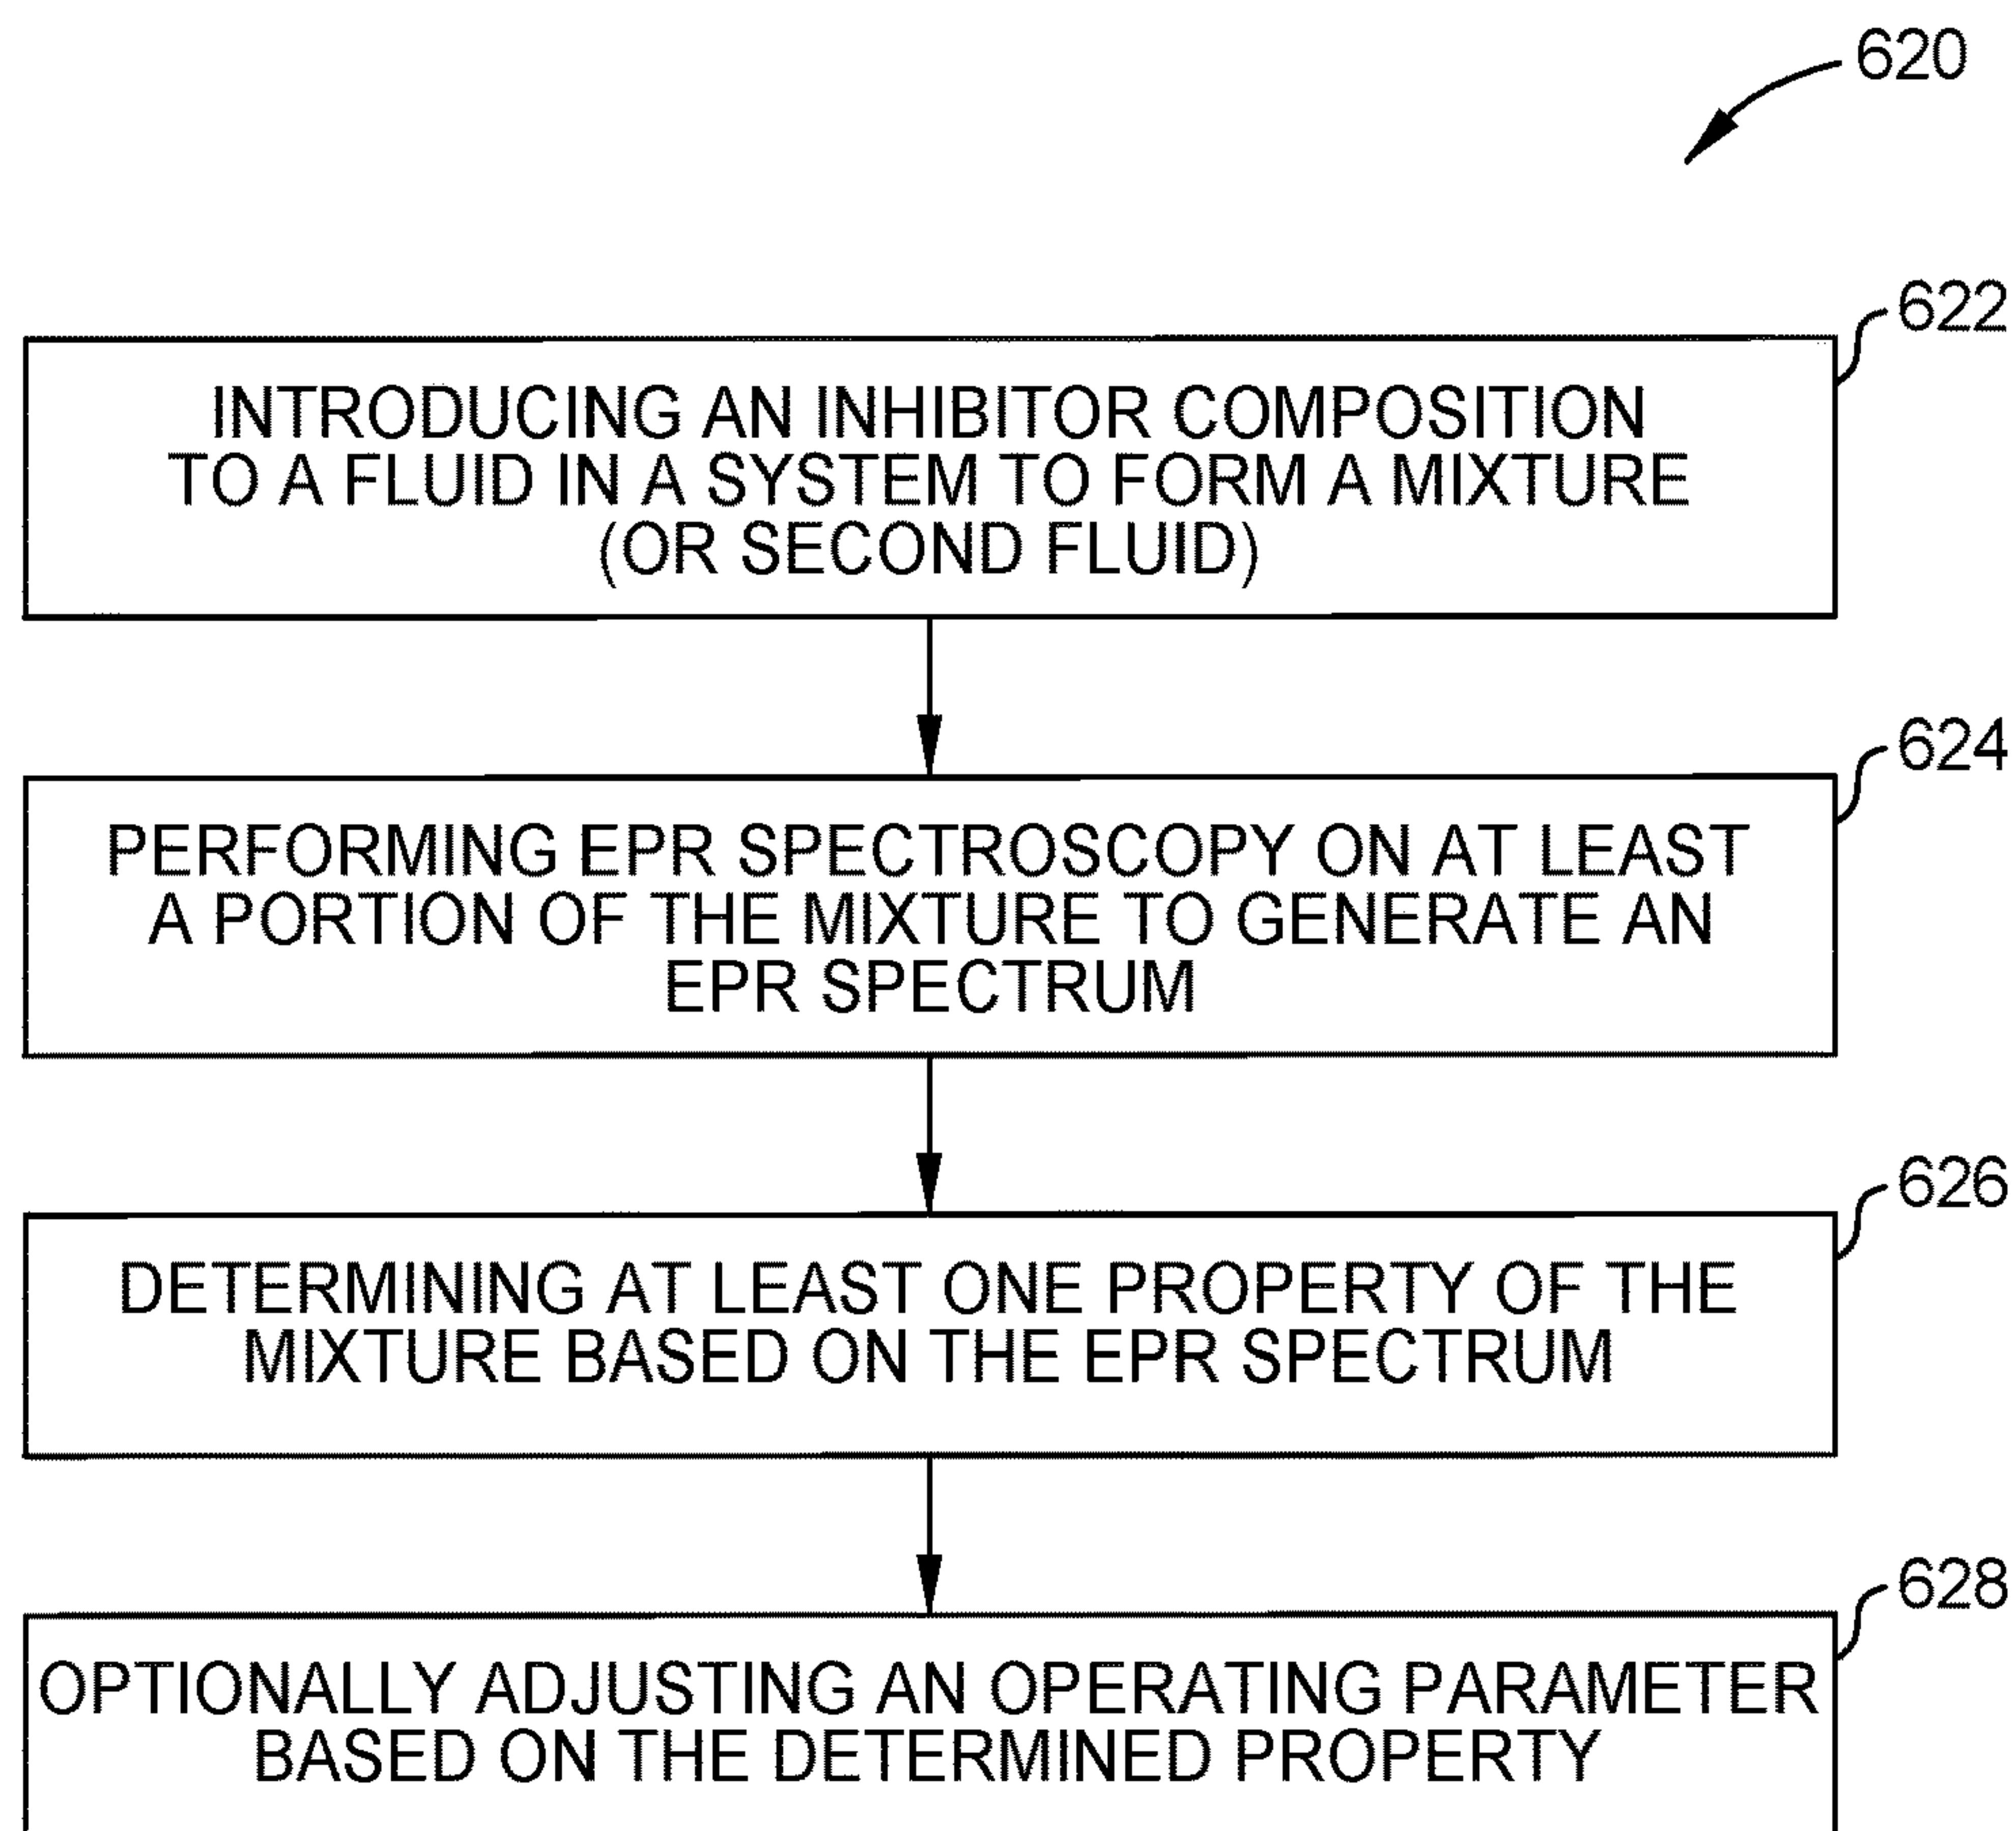 620
622
INTRODUCING AN INHIBITOR COMPOSITION
TO A FLUID IN A SYSTEM TO FORM A MIXTURE
(OR SECOND FLUID)
624
PERFORMING EPR SPECTROSCOPY ON AT LEAST
A PORTION OF THE MIXTURE TO GENERATE AN
EPR SPECTRUM
626
DETERMINING AT LEAST ONE PROPERTY OF THE
MIXTURE BASED ON THE EPR SPECTRUM
628
OPTIONALLY ADJUSTING AN OPERATING PARAMETER
BASED ON THE DETERMINED PROPERTY